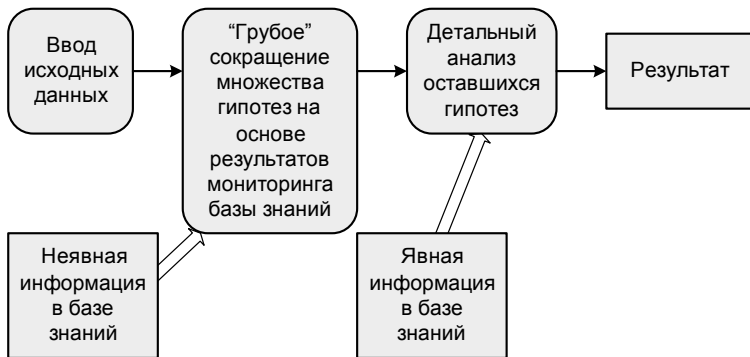 Ввод
исходных
данных
“Грубое”
сокращение
множества
гипотез на
основе
результатов
мониторинга
базы знаний
Детальный
анализ
оставшихся
гипотез
Результат
Неявная
информация
в базе
знаний
Явная
информация
в базе
знаний